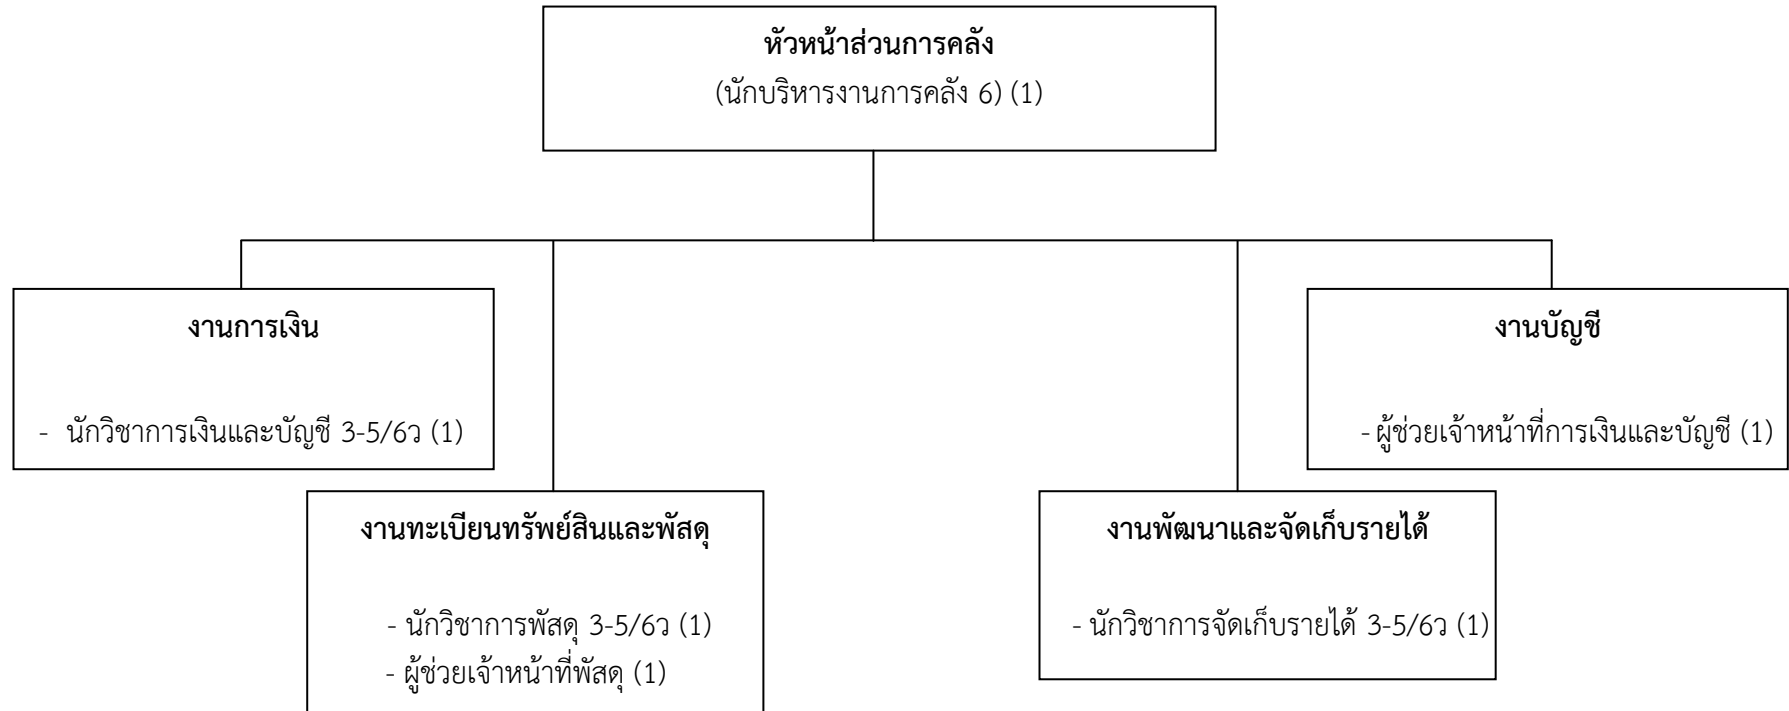 หัวหน้าส่วนการคลัง
(นักบริหารงานการคลัง 6) (1)
งานการเงิน
- นักวิชาการเงินและบัญชี 3-5/6ว (1)
งานบัญชี
- ผู้ช่วยเจ้าหน้าที่การเงินและบัญชี (1)
งานทะเบียนทรัพย์สินและพัสดุ
- นักวิชาการพัสดุ 3-5/6ว (1)
- ผู้ช่วยเจ้าหน้าที่พัสดุ (1)
งานพัฒนาและจัดเก็บรายได้
- นักวิชาการจัดเก็บรายได้ 3-5/6ว (1)